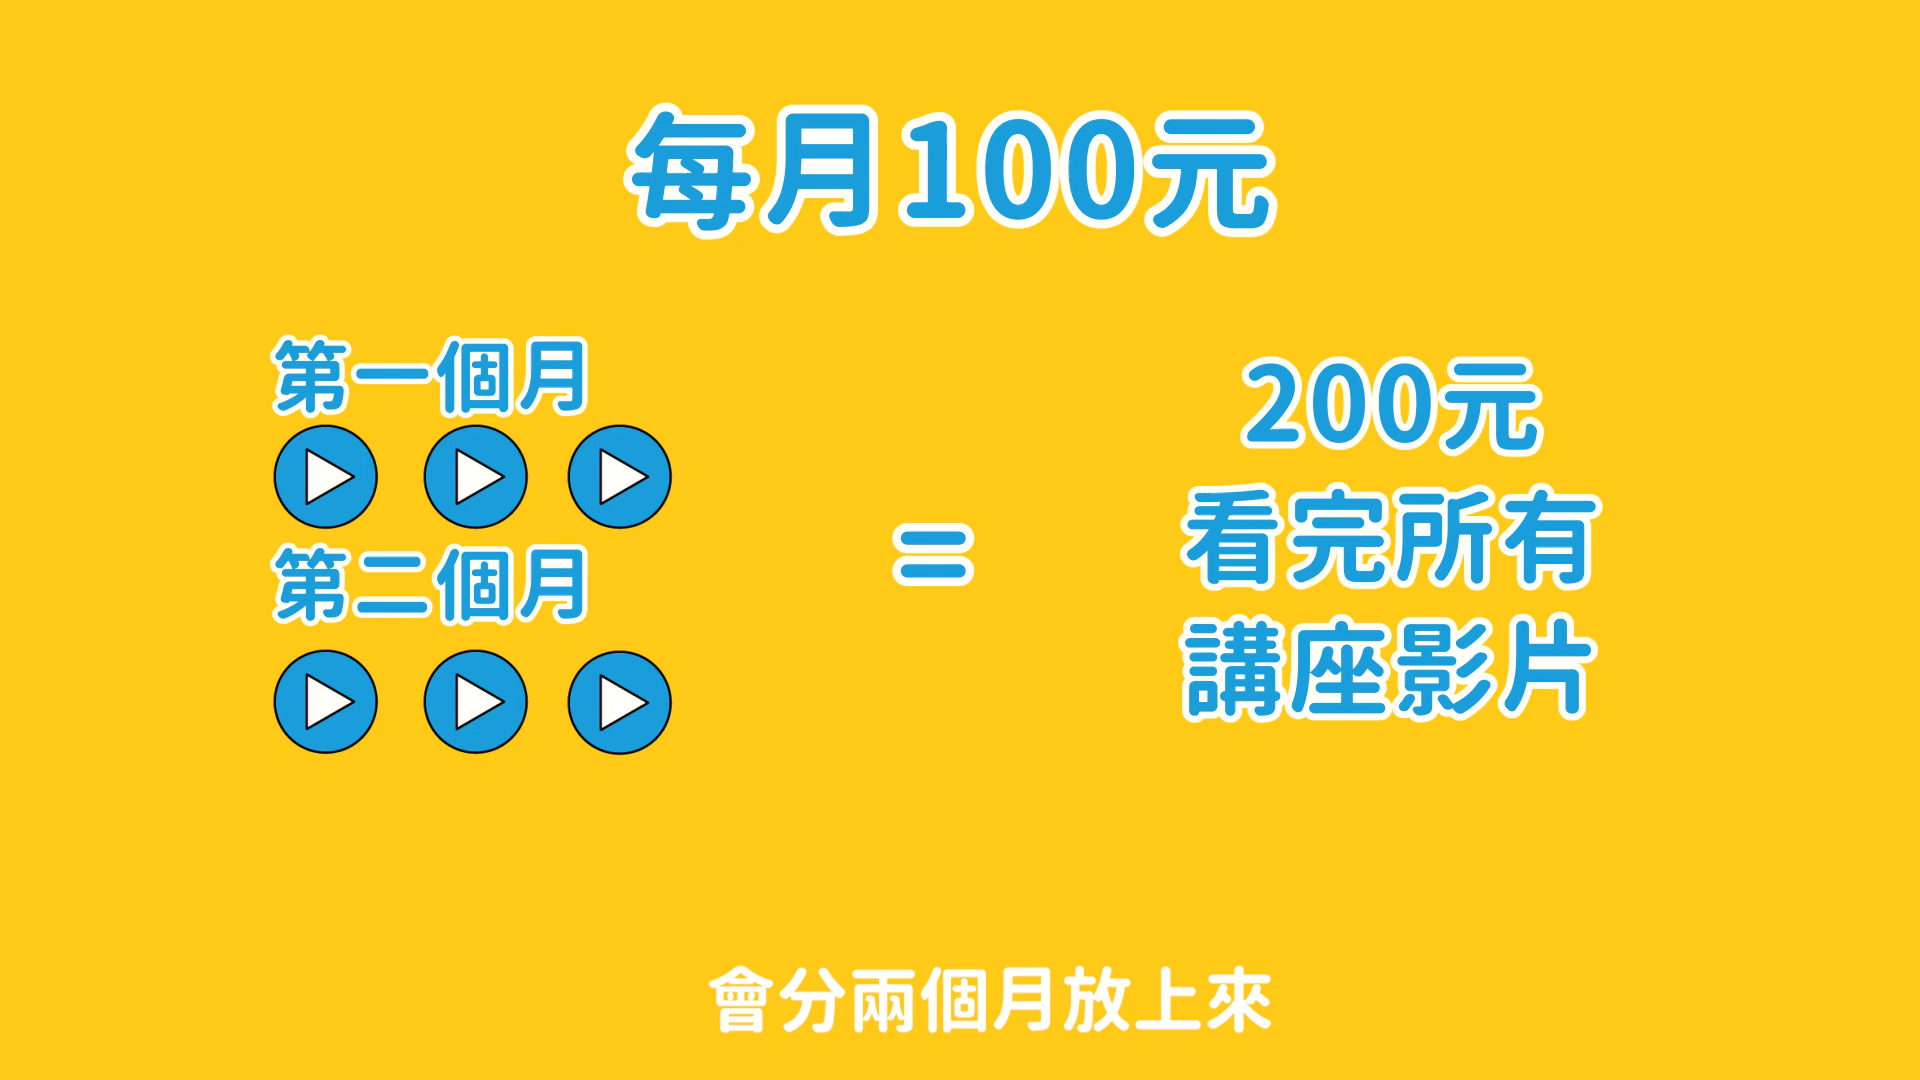 每月100元
第一個月
第二個月
=
200元
看完所有
講座影片
會分兩個月放上來